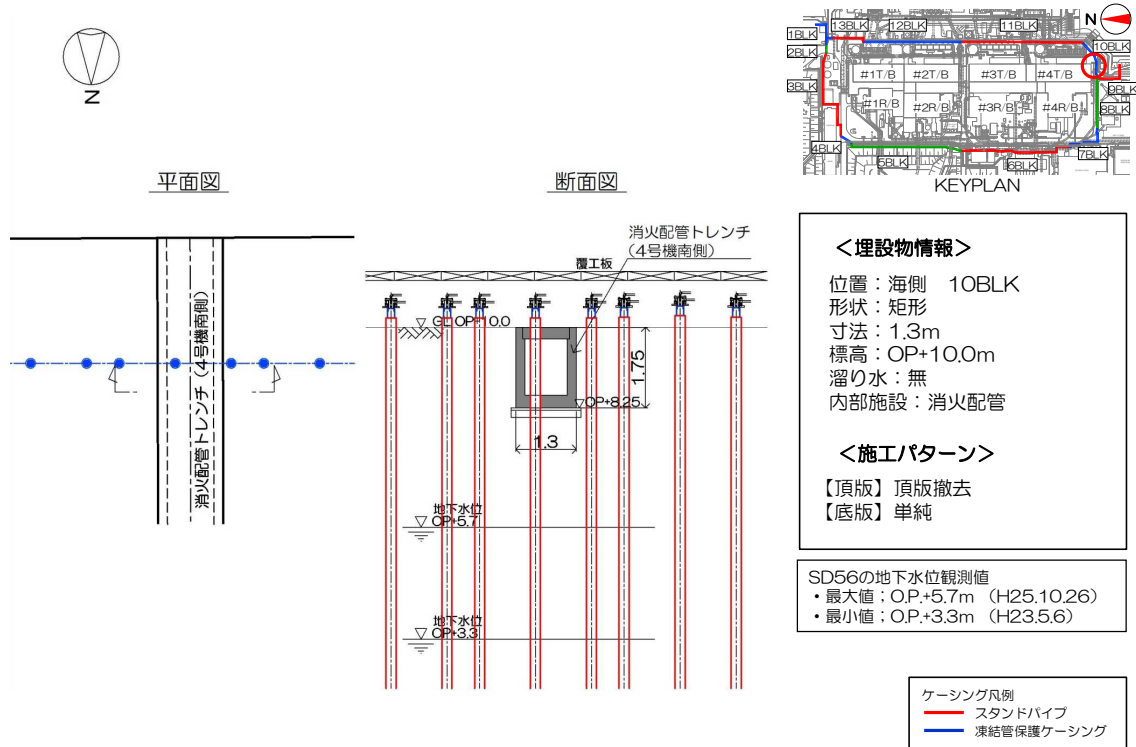 N
平面図
消火配管トレンチ(4号機南側)
断面図
消火配管トレンチ
(4号機南側)
覆工板
GL OP+10.0
1.75
OP+8.25
1.3
地下水位
OP+5.7
地下水位
OP+3.3
N
13BLK
12BLK
11BLK
1BLK
2BLK
10BLK
3BLK
#1T/B
#2T/B
#3T/B
#4T/B
9BLK
#1R/B
#2R/B
#3R/B
#4R/B
8BLK
4BLK
5BLK
6BLK
7BLK
KEYPLAN
<埋設物情報>
位置:海側 10BLK
形状:矩形
寸法:1.3m
標高:OP+10.0m
溜り水:無
内部施設:消火配管
<施工パターン>
【頂版】頂版撤去
【底版】単純
SD56の地下水位観測値
・最大値;O.P.+5.7m (H25.10.26)
・最小値;O.P.+3.3m (H23.5.6)
ケーシング凡例
スタンドパイプ
凍結管保護ケーシング